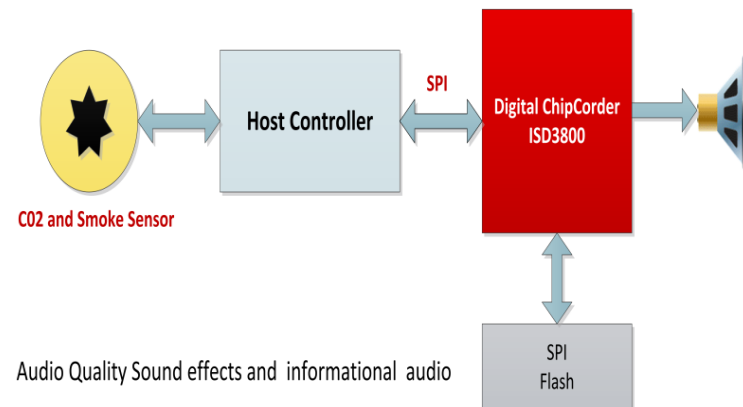 SPI
Host Controller
Digital ChipCorder
ISD3800
C02 and Smoke Sensor
SPI
Flash
Audio Quality Sound effects and informational audio